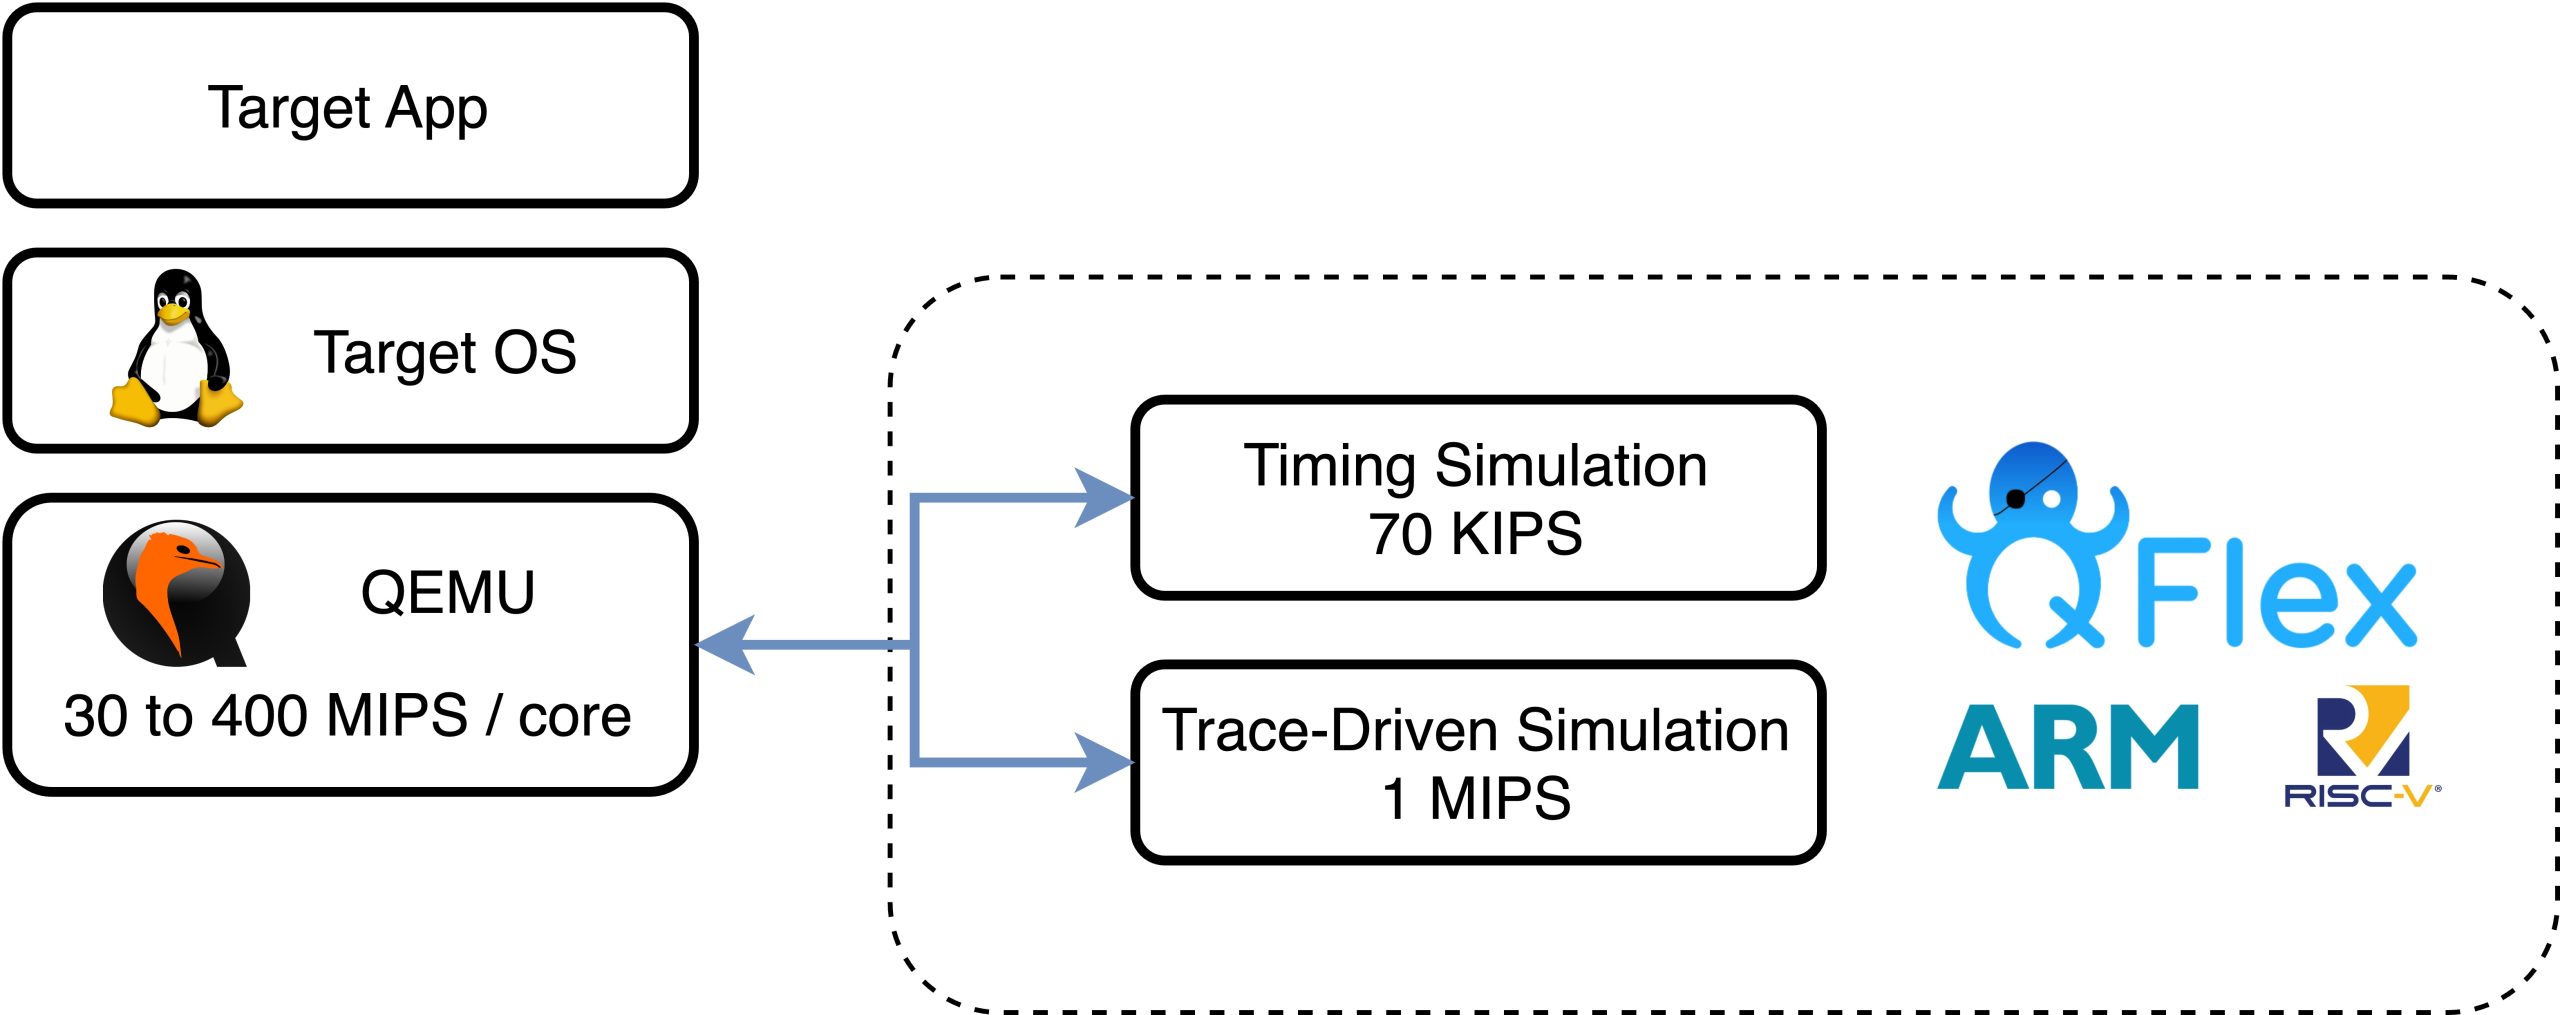 Target App
Target OS
QEMU
30 to 400 MIPS / core
Timing Simulation
70 KIPS
Trace-Driven Simulation
1 MIPS
QFlex
ARM
RISC-V®